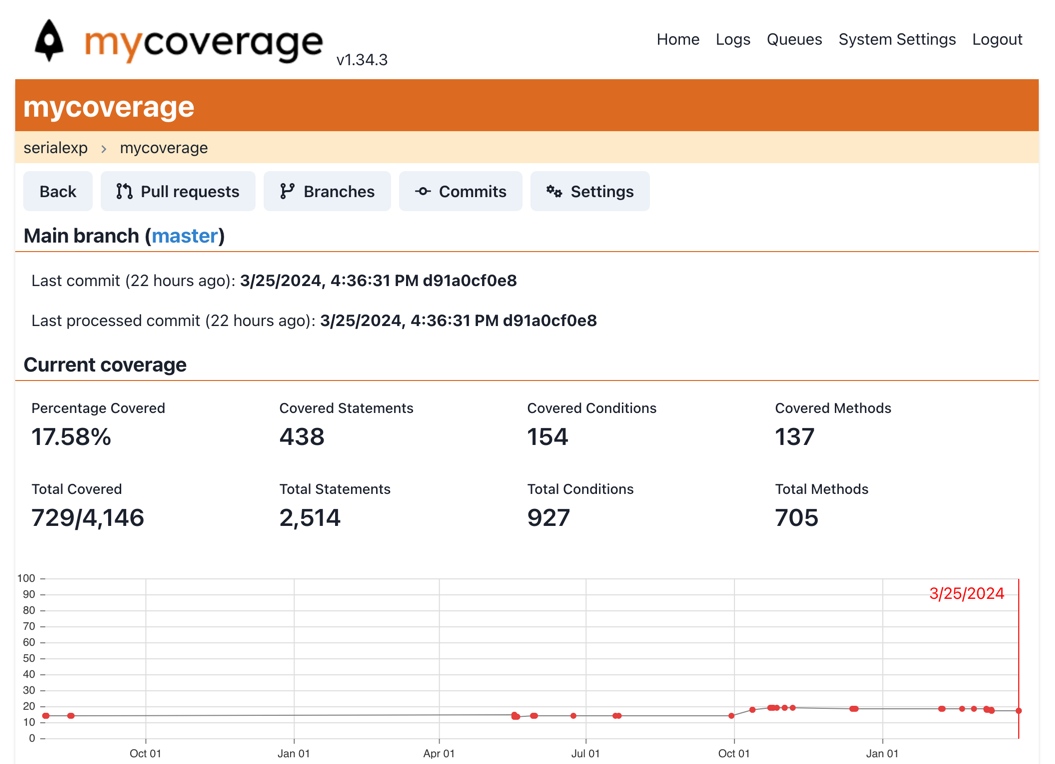 mycoverage v1.34.3
Home Logs Queues System Settings Logout
mycoverage
serialexp > mycoverage
Back Pull requests Branches Commits Settings
Main branch (master)
Last commit (22 hours ago): 3/25/2024, 4:36:31 PM d91a0cf0e8
Last processed commit (22 hours ago): 3/25/2024, 4:36:31 PM d91a0cf0e8
Current coverage
Percentage Covered Covered Statements Covered Conditions Covered Methods
17.58% 438 154 137
Total Covered Total Statements Total Conditions Total Methods
729/4,146 2,514 927 705
100
90
3/25/2024
80
70
60
50
40
30
20
10
0
Oct 01 Jan 01 Apr 01 Jul 01 Oct 01 Jan 01